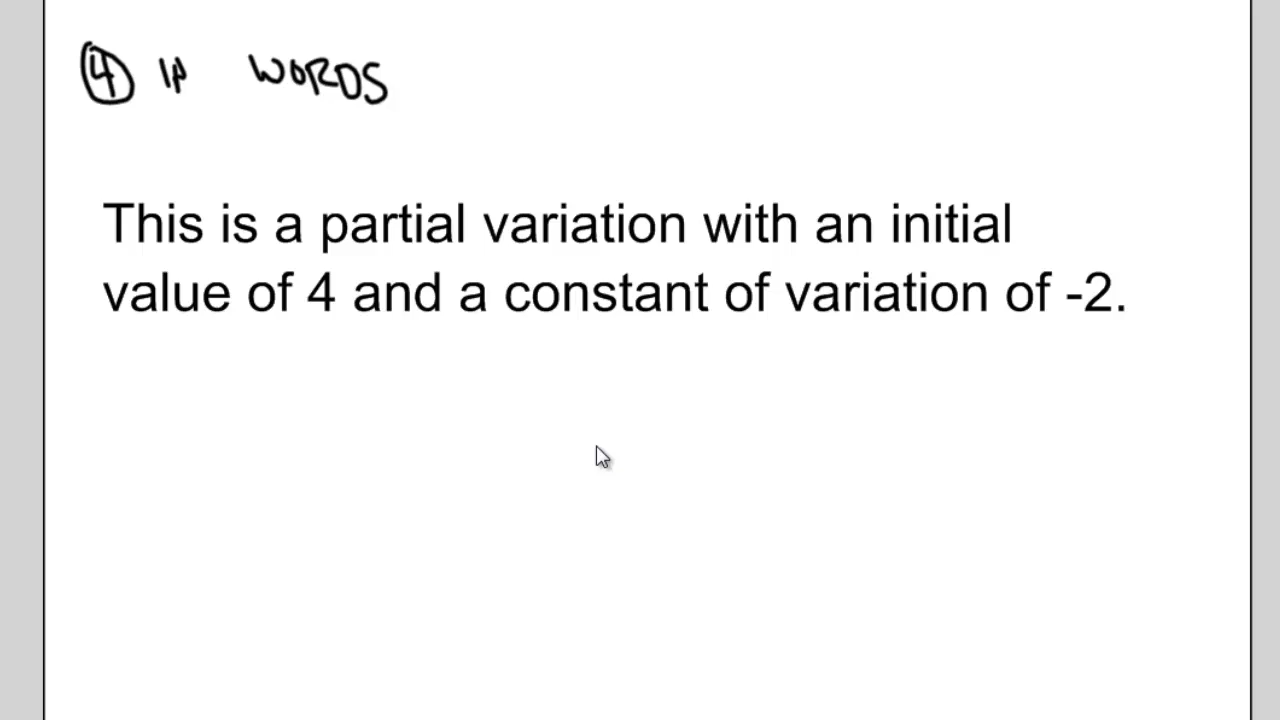 ④ IN WORDS
This is a partial variation with an initial
value of 4 and a constant of variation of -2.